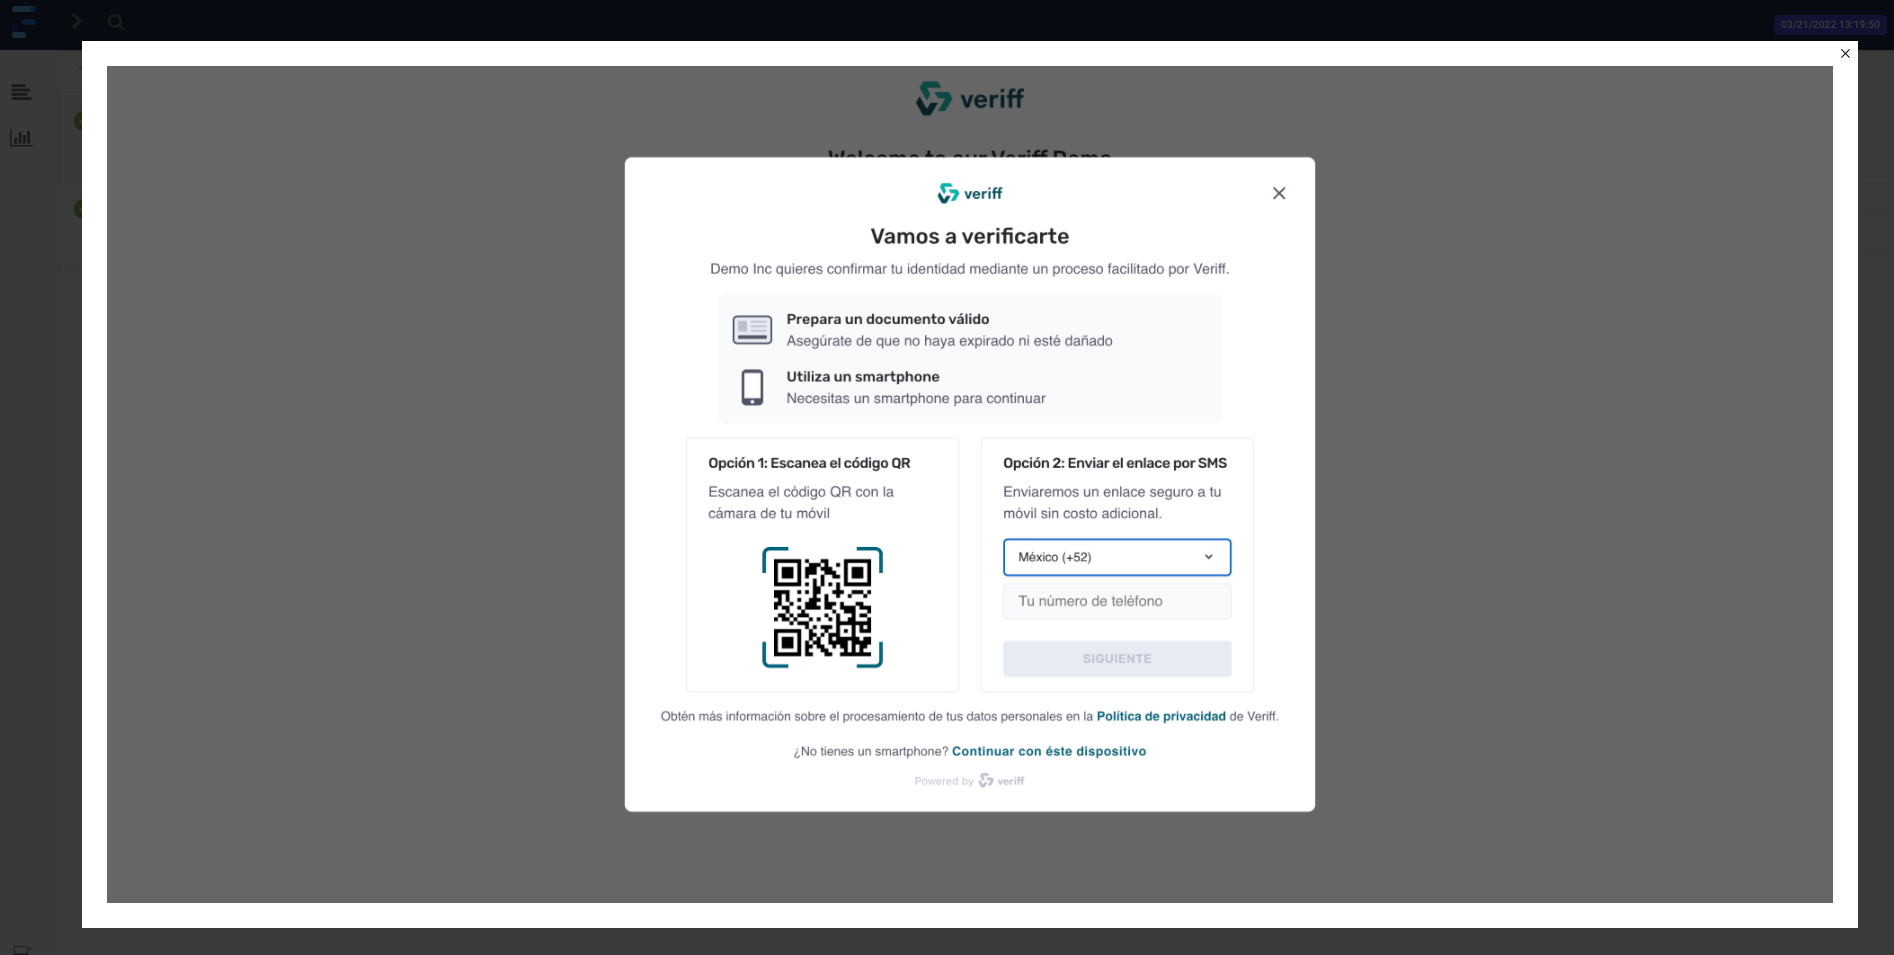 03/21/2022 13:19:50
veriff
Welcome to our Veriff Demo
veriff
Vamos a verificarte
Demo Inc quieres confirmar tu identidad mediante un proceso facilitado por Veriff.
Prepara un documento válido
Asegúrate de que no haya expirado ni esté dañado
Utiliza un smartphone
Necesitas un smartphone para continuar
Opción 1: Escanea el código QR
Escanea el código QR con la
cámara de tu móvil
Opción 2: Enviar el enlace por SMS
Enviaremos un enlace seguro a tu
móvil sin costo adicional.
México (+52)
Tu número de teléfono
SIGUIENTE
Obtén más información sobre el procesamiento de tus datos personales en la Política de privacidad de Veriff.
¿No tienes un smartphone? Continuar con éste dispositivo
Powered by veriff